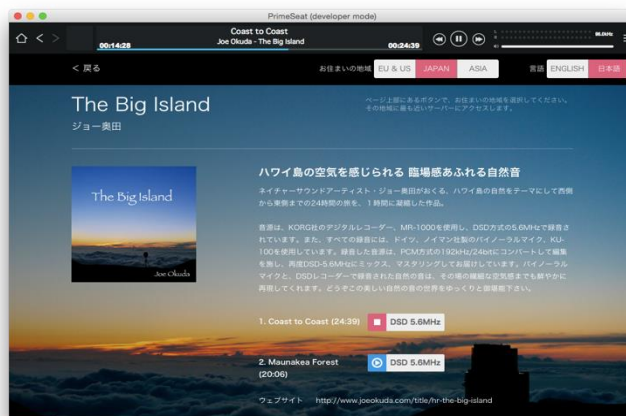 PrimeSeat (developer mode)
Coast to Coast
00:14:28 Joe Okuda - The Big Island 00:24:39
< 戻る お住まいの地域 EU & US JAPAN ASIA 言語 ENGLISH 日本語
The Big Island
ジョー奥田
ページ上部にあるボタンで、お住まいの地域を選択してください。
その地域に最も近いサーバーにアクセスします。
The Big Island
Joe Okuda
ハワイ島の空気を感じられる 臨場感あふれる自然音
ネイチャーサウンドアーティスト・ジョー奥田がおくる、ハワイ島の自然をテーマにして西側
から東側までの24時間の旅を、1時間に凝縮した作品。
音源は、KORG社のデジタルレコーダー、MR-1000を使用し、DSD方式の5.6MHzで録音さ
れています。また、すべての録音には、ドイツ、ノイマン社製のバイノーラルマイク、KU-
100を使用しています。録音した音源は、PCM方式の192kHz/24bitにコンバートして編集
を施し、再度DSD-5.6MHzにミックス、マスタリングしてお届けしています。バイノーラル
マイクと、DSDレコーダーで録音された自然の音は、その場の繊細な空気感までも鮮やかに
再現してくれます。どうぞこの美しい自然の音の世界をゆっくりと御堪能下さい。
1. Coast to Coast (24:39) DSD 5.6MHz
2. Maunakea Forest
(20:06)
DSD 5.6MHz
ウェブサイト http://www.joeokuda.com/title/hr-the-big-island